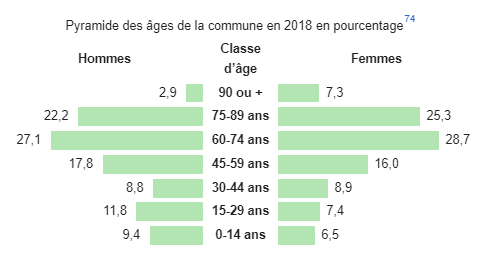 Pyramide des âges de la commune en 2018 en pourcentage74
Hommes Classe d'âge Femmes
2,9 90 ou + 7,3
22,2 75-89 ans 25,3
27,1 60-74 ans 28,7
17,8 45-59 ans 16,0
8,8 30-44 ans 8,9
11,8 15-29 ans 7,4
9,4 0-14 ans 6,5